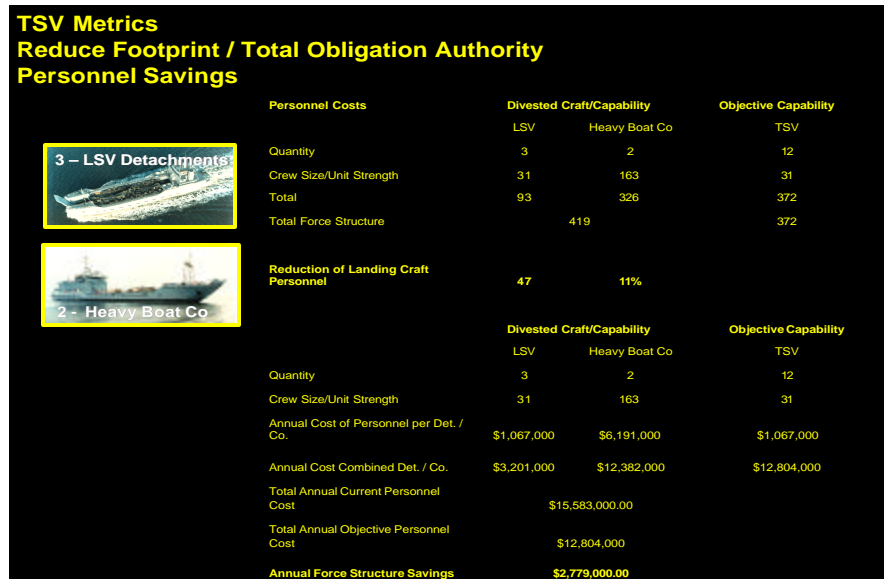 TSV Metrics
Reduce Footprint / Total Obligation Authority
Personnel Savings
3 – LSV Detachments
2 - Heavy Boat Co
Personnel Costs Divested Craft/Capability Objective Capability
LSV Heavy Boat Co TSV
Quantity 3 2 12
Crew Size/Unit Strength 31 163 31
Total 93 326 372
Total Force Structure 419 372
Reduction of Landing Craft
Personnel 47 11%
Divested Craft/Capability Objective Capability
LSV Heavy Boat Co TSV
Quantity 3 2 12
Crew Size/Unit Strength 31 163 31
Annual Cost of Personnel per Det. /
Co. $1,067,000 $6,191,000 $1,067,000
Annual Cost Combined Det. / Co. $3,201,000 $12,382,000 $12,804,000
Total Annual Current Personnel
Cost $15,583,000.00
Total Annual Objective Personnel
Cost $12,804,000
Annual Force Structure Savings $2,779,000.00